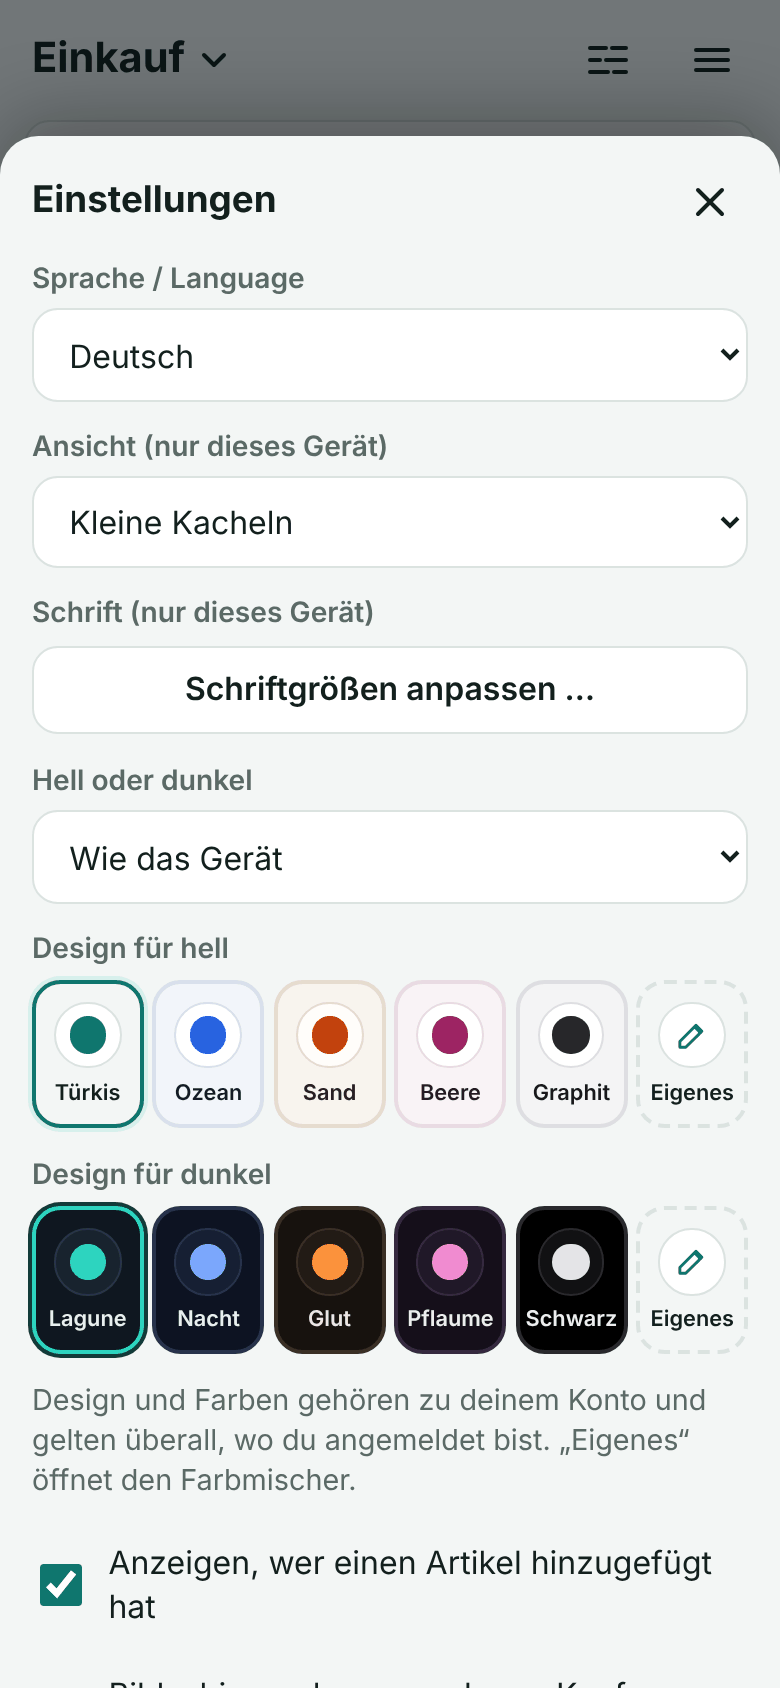 Einkauf
Einstellungen
Sprache / Language
Deutsch
Ansicht (nur dieses Gerät)
Kleine Kacheln
Schrift (nur dieses Gerät)
Schriftgrößen anpassen ...
Hell oder dunkel
Wie das Gerät
Design für hell
Türkis Ozean Sand Beere Graphit Eigenes
Design für dunkel
Lagune Nacht Glut Pflaume Schwarz Eigenes
Design und Farben gehören zu deinem Konto und
gelten überall, wo du angemeldet bist. „Eigenes“
öffnet den Farbmischer.
Anzeigen, wer einen Artikel hinzugefügt
hat